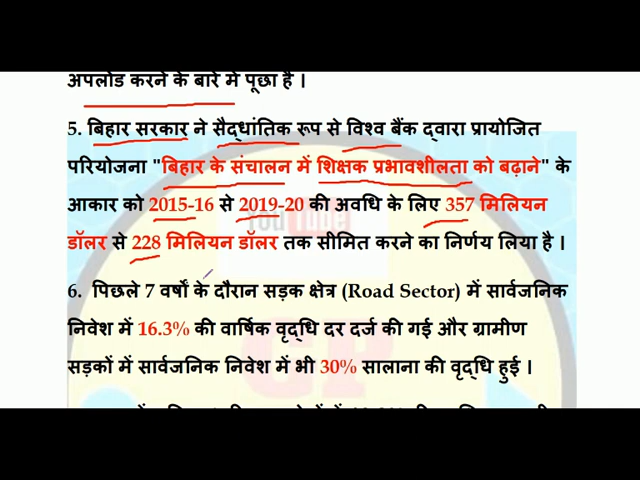 अपलोड करने के बारे में पूछा है ।
5. बिहार सरकार ने सैद्धांतिक रूप से विश्व बैंक द्वारा प्रायोजित
परियोजना "बिहार के संचालन में शिक्षक प्रभावशीलता को बढ़ाने" के
आकार को 2015-16 से 2019-20 की अवधि के लिए 357 मिलियन
डॉलर से 228 मिलियन डॉलर तक सीमित करने का निर्णय लिया है ।
6. पिछले 7 वर्षों के दौरान सड़क क्षेत्र (Road Sector) में सार्वजनिक
निवेश में 16.3% की वार्षिक वृद्धि दर दर्ज की गई और ग्रामीण
सड़कों में सार्वजनिक निवेश में भी 30% सालाना की वृद्धि हुई ।
GP